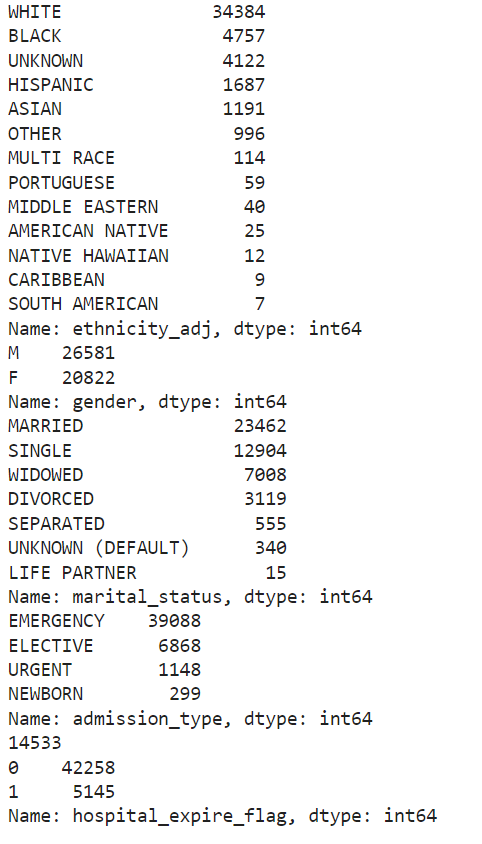 WHITE 34384
BLACK 4757
UNKNOWN 4122
HISPANIC 1687
ASIAN 1191
OTHER 996
MULTI RACE 114
PORTUGUESE 59
MIDDLE EASTERN 40
AMERICAN NATIVE 25
NATIVE HAWAIIAN 12
CARIBBEAN 9
SOUTH AMERICAN 7
Name: ethnicity_adj, dtype: int64
M 26581
F 20822
Name: gender, dtype: int64
MARRIED 23462
SINGLE 12904
WIDOWED 7008
DIVORCED 3119
SEPARATED 555
UNKNOWN (DEFAULT) 340
LIFE PARTNER 15
Name: marital_status, dtype: int64
EMERGENCY 39088
ELECTIVE 6868
URGENT 1148
NEWBORN 299
Name: admission_type, dtype: int64
14533
0 42258
1 5145
Name: hospital_expire_flag, dtype: int64